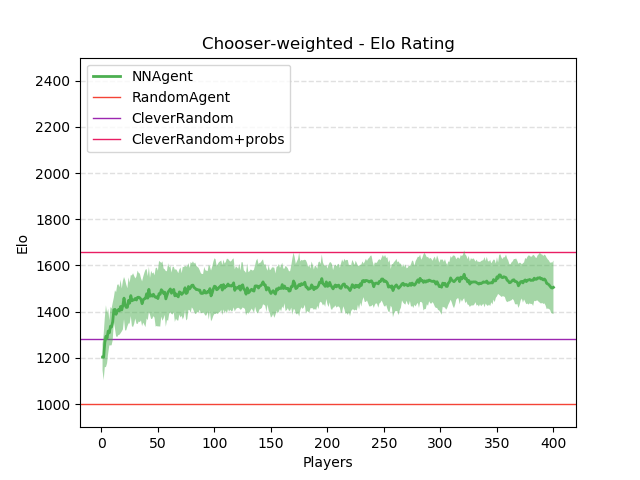 Chooser-weighted - Elo Rating
NNAgent
RandomAgent
CleverRandom
CleverRandom+probs
Elo
2400
2200
2000
1800
1600
1400
1200
1000
0 50 100 150 200 250 300 350 400
Players